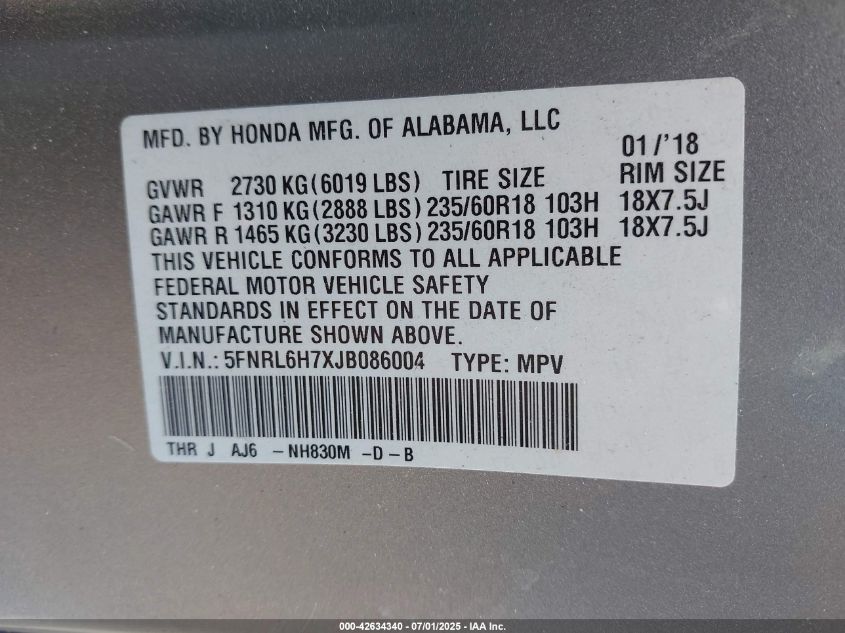 MFD. BY HONDA MFG. OF ALABAMA, LLC
01/'18
GVWR 2730 KG(6019 LBS) TIRE SIZE RIM SIZE
GAWR F 1310 KG(2888 LBS) 235/60R18 103H 18X7.5J
GAWR R 1465 KG(3230 LBS) 235/60R18 103H 18X7.5J
THIS VEHICLE CONFORMS TO ALL APPLICABLE
FEDERAL MOTOR VEHICLE SAFETY
STANDARDS IN EFFECT ON THE DATE OF
MANUFACTURE SHOWN ABOVE.
V.I.N.: 5FNRL6H7XJB086004 TYPE: MPV
THR J AJ6 -NH830M -D-B
000-42634340 - 07/01/2025 - IAA Inc.